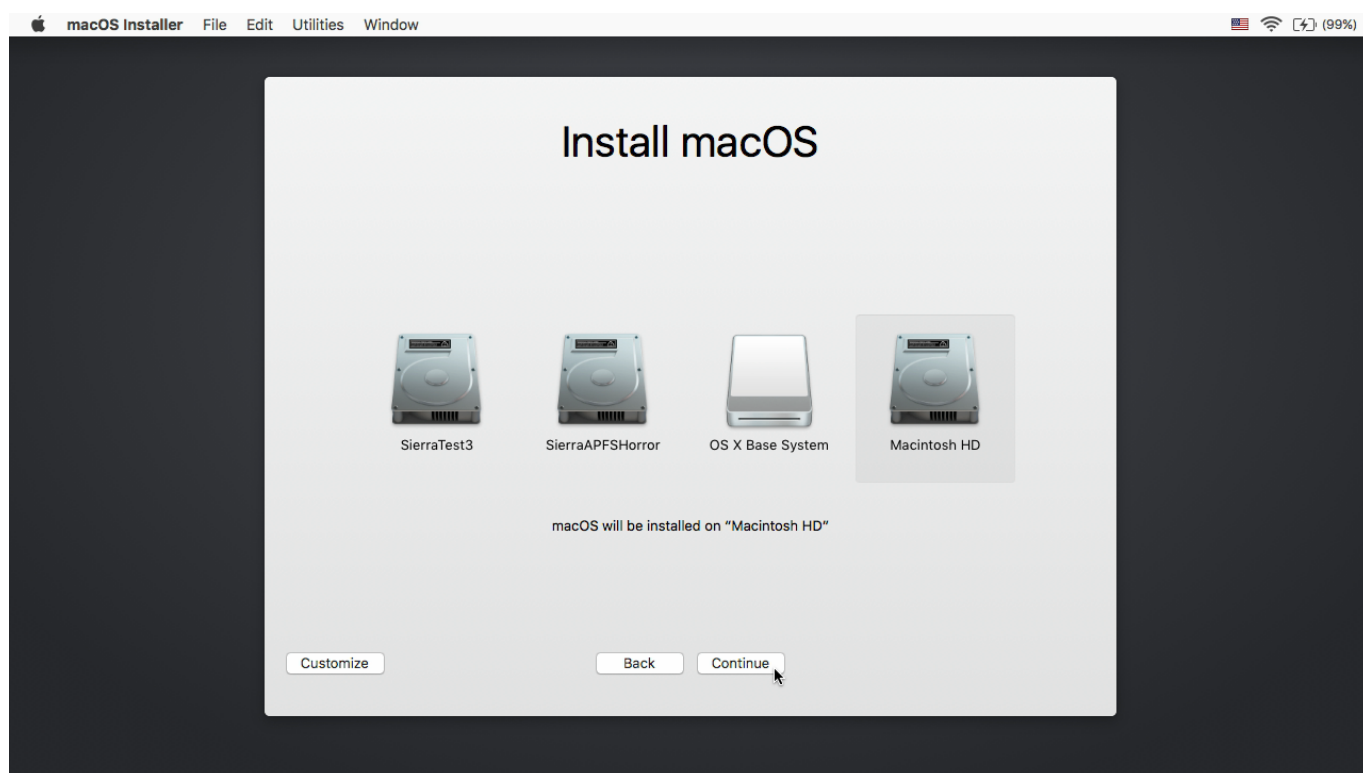 macOS Installer File Edit Utilities Window (99%)
Install macOS
SierraTest3 SierraAPFSHorror OS X Base System Macintosh HD
macOS will be installed on “Macintosh HD”
Customize Back Continue